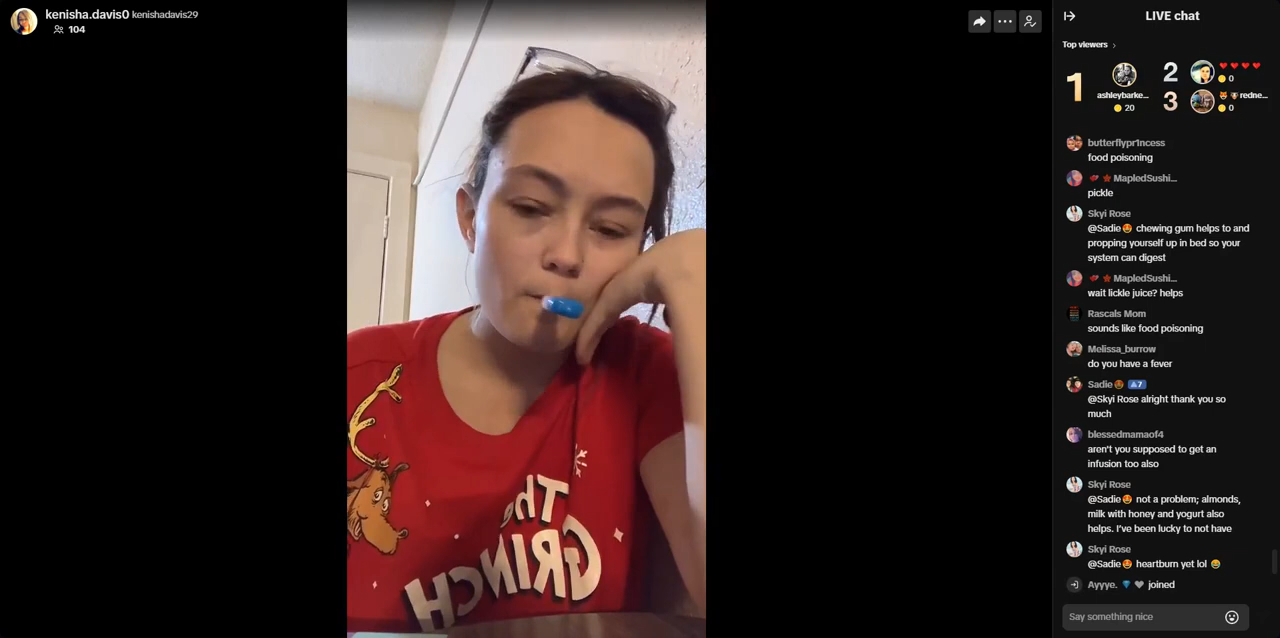 kenisha.davis0 kenishadavis29
104
LIVE chat
Top viewers
1
ashleybarke...
20
2
0
3
redne...
0
butterflypr1ncess
food poisoning
MapledSushi...
pickle
Skyi Rose
@Sadie chewing gum helps to and
propping yourself up in bed so your
system can digest
MapledSushi...
wait lickle juice? helps
Rascals Mom
sounds like food poisoning
Melissa_burrow
do you have a fever
Sadie 7
@Skyi Rose alright thank you so
much
blessedmamaof4
aren't you supposed to get an
infusion too also
Skyi Rose
@Sadie not a problem; almonds,
milk with honey and yogurt also
helps. I've been lucky to not have
Skyi Rose
@Sadie heartburn yet lol
Ayyye. joined
Say something nice
The
GRINCH